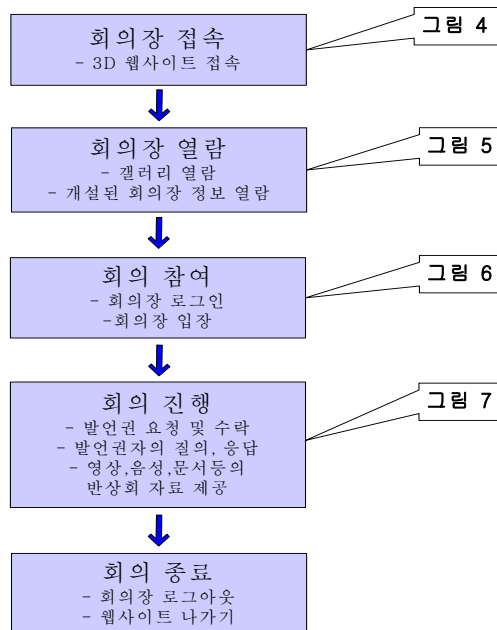 회의장 접속
- 3D 웹사이트 접속
그림 4
회의장 열람
- 갤러리 열람
- 개설된 회의장 정보 열람
그림 5
회의 참여
- 회의장 로그인
-회의장 입장
그림 6
회의 진행
- 발언권 요청 및 수락
- 발언권자의 질의, 응답
- 영상,음성,문서등의
반상회 자료 제공
그림 7
회의 종료
- 회의장 로그아웃
- 웹사이트 나가기